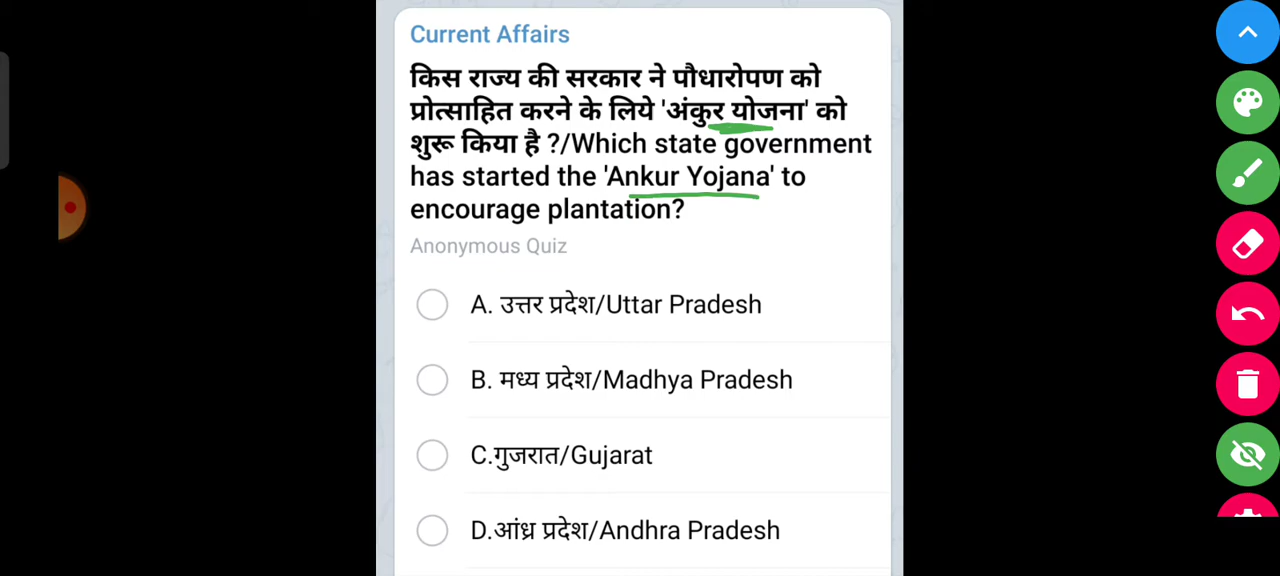 Current Affairs
किस राज्य की सरकार ने पौधारोपण को
प्रोत्साहित करने के लिये 'अंकुर योजना' को
शुरू किया है ?/Which state government
has started the 'Ankur Yojana' to
encourage plantation?
Anonymous Quiz
A. उत्तर प्रदेश/Uttar Pradesh
B. मध्य प्रदेश/Madhya Pradesh
C.गुजरात/Gujarat
D.आंध्र प्रदेश/Andhra Pradesh